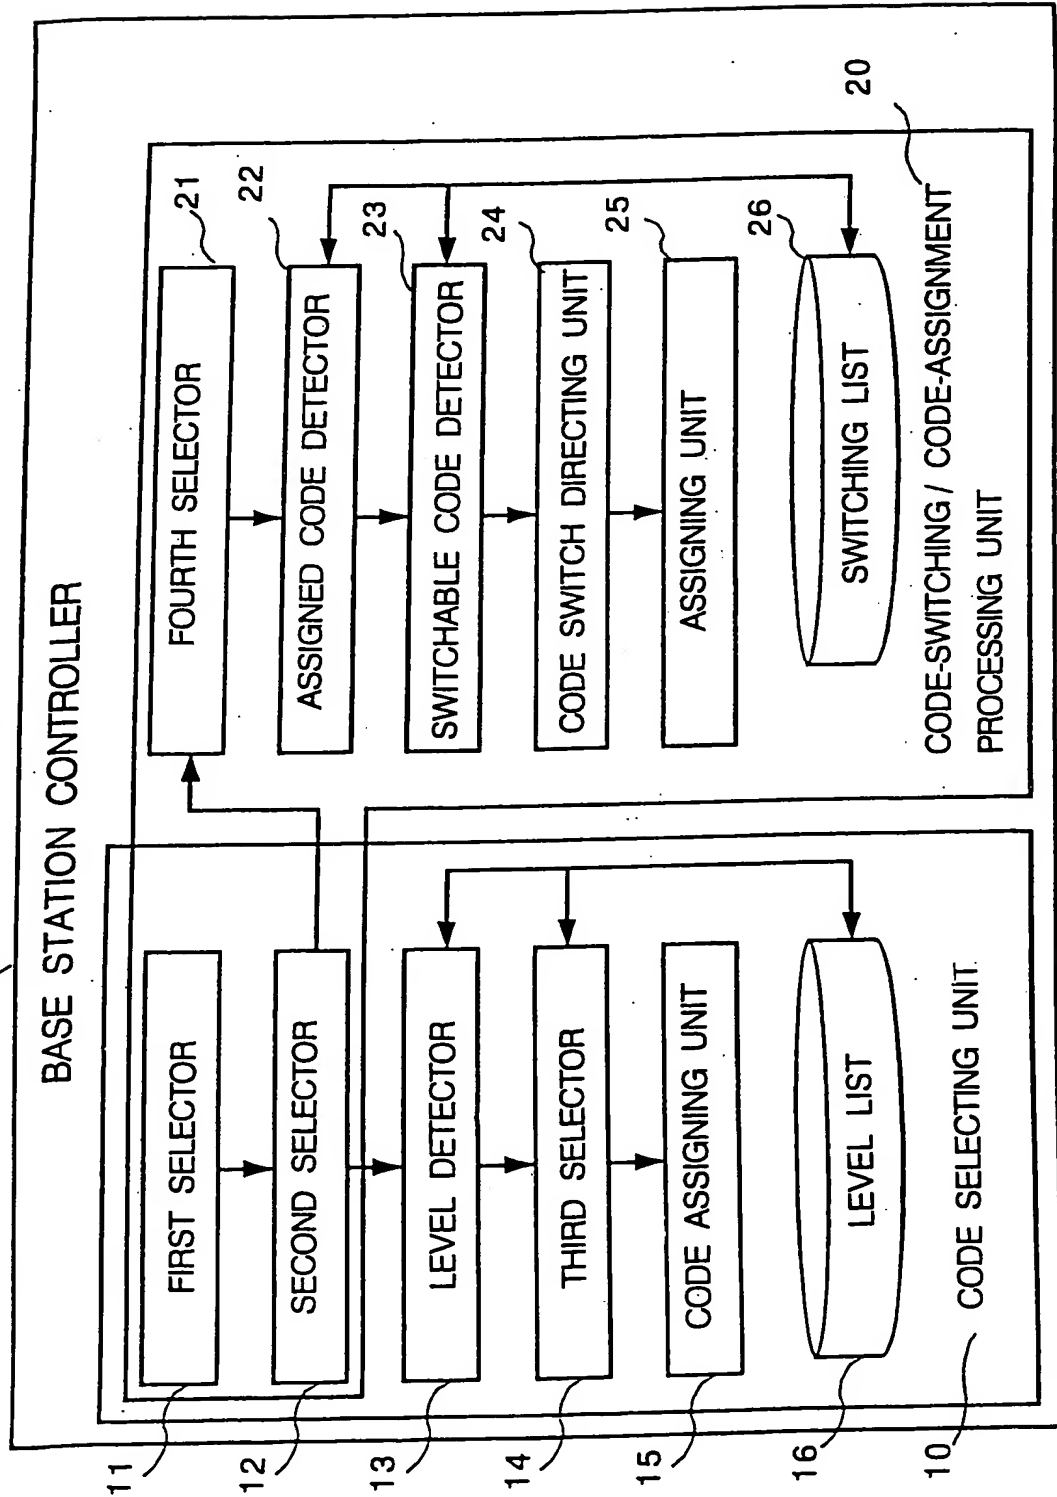 BASE STATION CONTROLLER
11
FIRST SELECTOR
12
SECOND SELECTOR
13
LEVEL DETECTOR
14
THIRD SELECTOR
15
CODE ASSIGNING UNIT
16
LEVEL LIST
10
CODE SELECTING UNIT
FOURTH SELECTOR
21
ASSIGNED CODE DETECTOR
22
SWITCHABLE CODE DETECTOR
23
CODE SWITCH DIRECTING UNIT
24
ASSIGNING UNIT
25
SWITCHING LIST
26
CODE-SWITCHING / CODE-ASSIGNMENT
PROCESSING UNIT
20